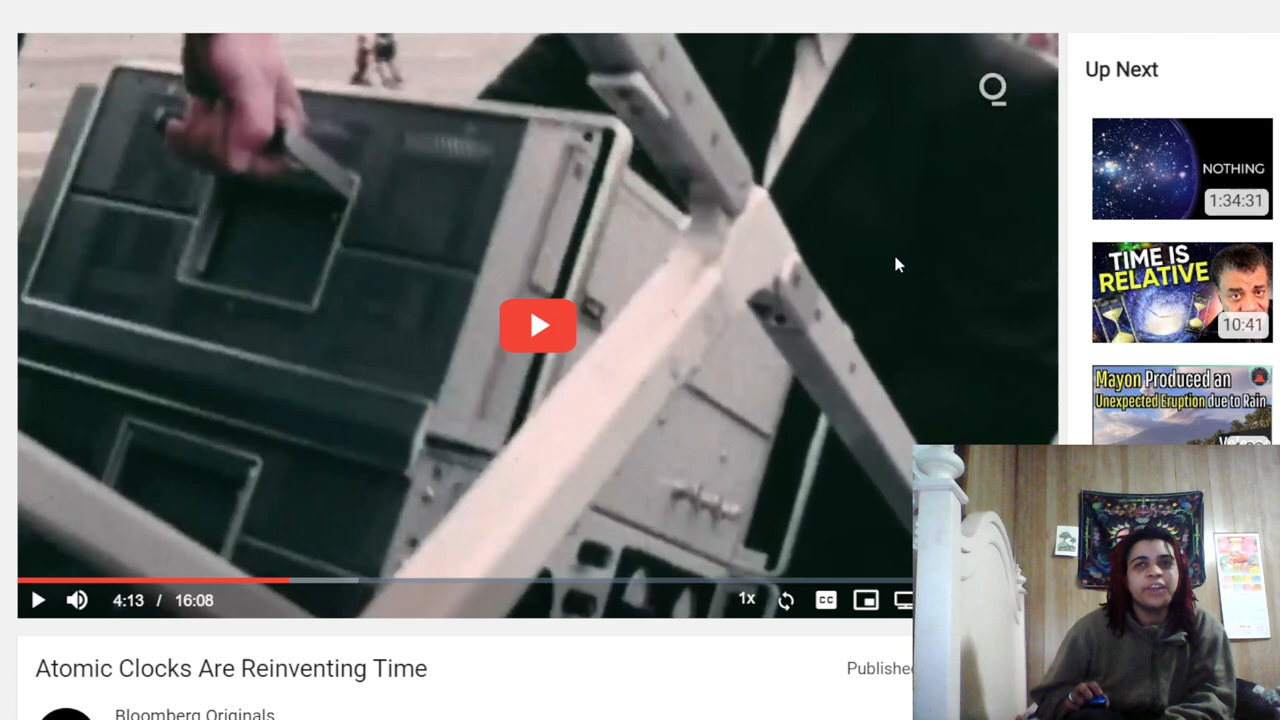 Up Next
NOTHING
1:34:31
TIME IS
RELATIVE
10:41
Mayon Produced an
Unexpected Eruption due to Rain
4:13 / 16:08
1x
CC
Atomic Clocks Are Reinventing Time
Bloomberg Originals